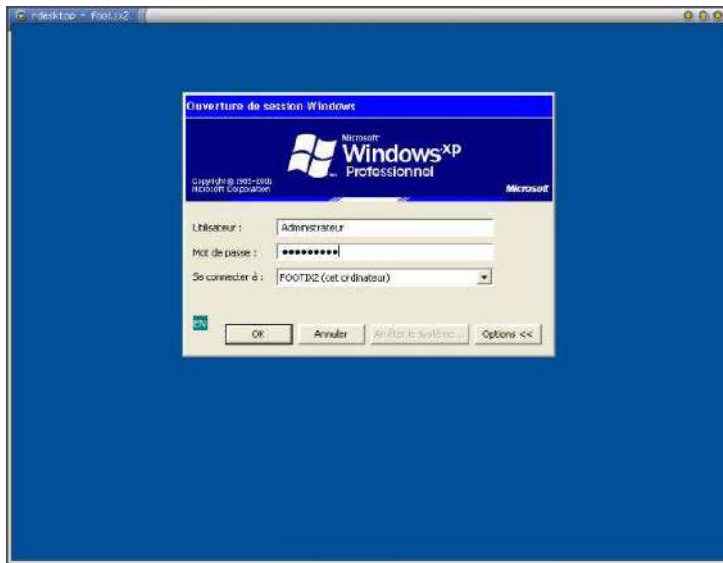 rdesktop - footix2
Ouverture de session Windows
Microsoft
Windows xp
Professionnel
Copyright © 1985-2001
Microsoft Corporation
Microsoft
Utilisateur :
Administrateur
Mot de passe :
Se connecter à :
FOOTIX2 (cet ordinateur)
EN
OK
Annuler
Arrêter le système...
Options <<